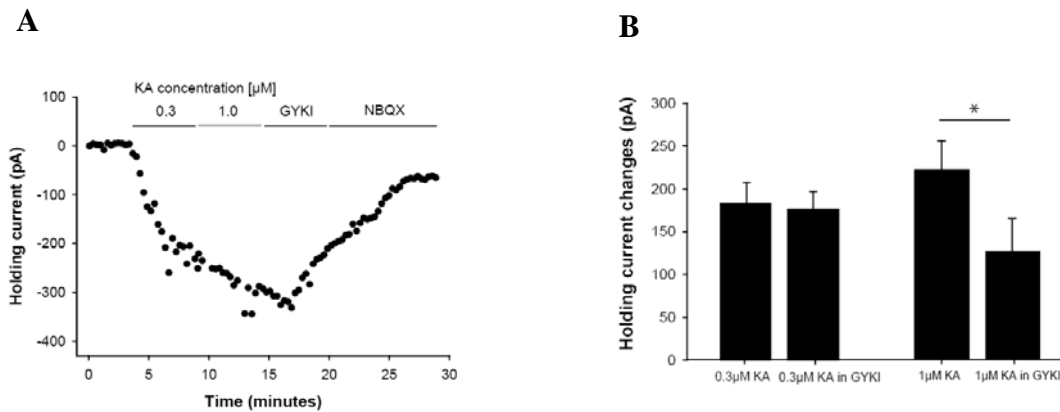 A
KA concentration [µM]
0.3 1.0 GYKI NBQX
100
0
-100
-200
-300
-400
Holding current (pA)
0 5 10 15 20 25 30
Time (minutes)
B
300
250
200
150
100
50
0
Holding current changes (pA)
*
0.3µM KA 0.3µM KA in GYKI 1µM KA 1µM KA in GYKI